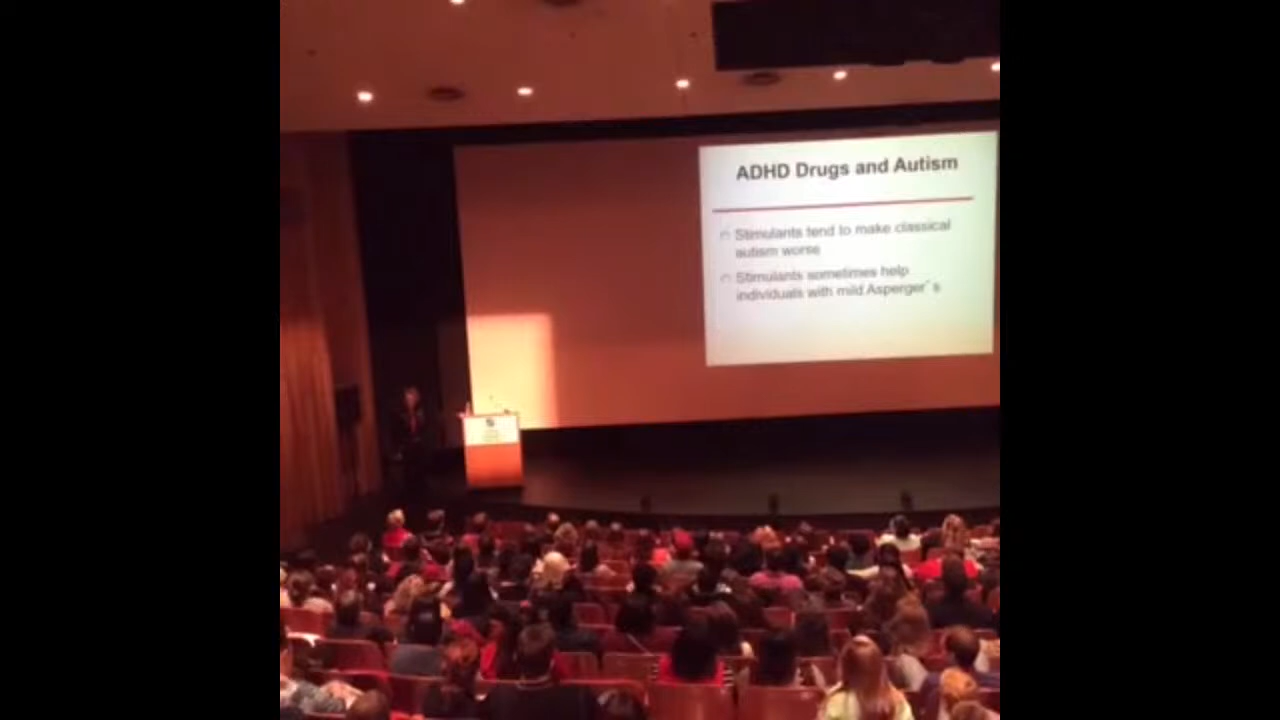 ADHD Drugs and Autism
Stimulants tend to make classical
autism worse
Stimulants sometimes help
individuals with mild Asperger´s